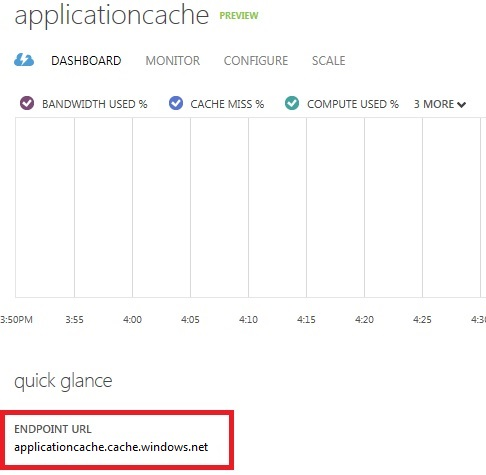 applicationcache PREVIEW
DASHBOARD MONITOR CONFIGURE SCALE
BANDWIDTH USED % CACHE MISS % COMPUTE USED % 3 MORE
3:50PM 3:55 4:00 4:05 4:10 4:15 4:20 4:25 4:30
quick glance
ENDPOINT URL
applicationcache.cache.windows.net